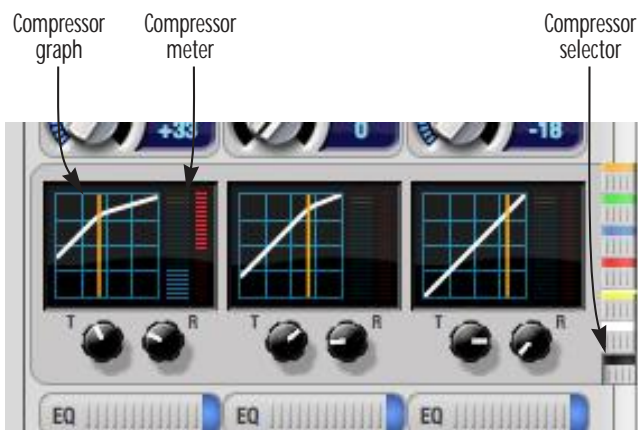 Compressor
graph
Compressor
meter
Compressor
selector
+33
0
-18
T R
T R
T R
EQ
EQ
EQ